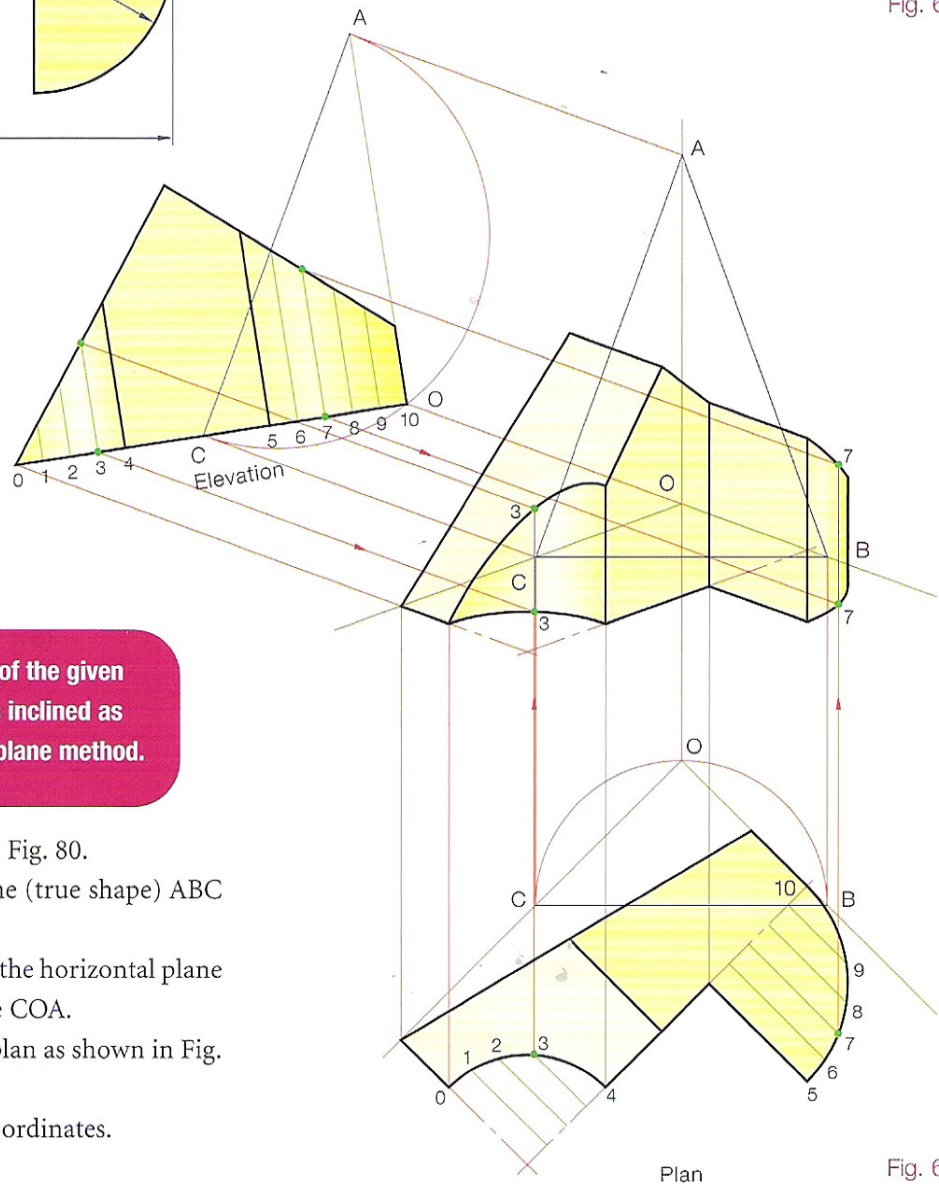 Fig. 6
A
A
O
0 1 2 3 4
C
5 6 7 8 9 10
Elevation
7
O
3
B
C
3
7
of the given
inclined as
plane method.
O
Fig. 80.
(true shape) ABC
C
10
B
the horizontal plane
9
COA.
8
plan as shown in Fig.
1 2 3
7
6
0
4
5
ordinates.
Plan
Fig. 6